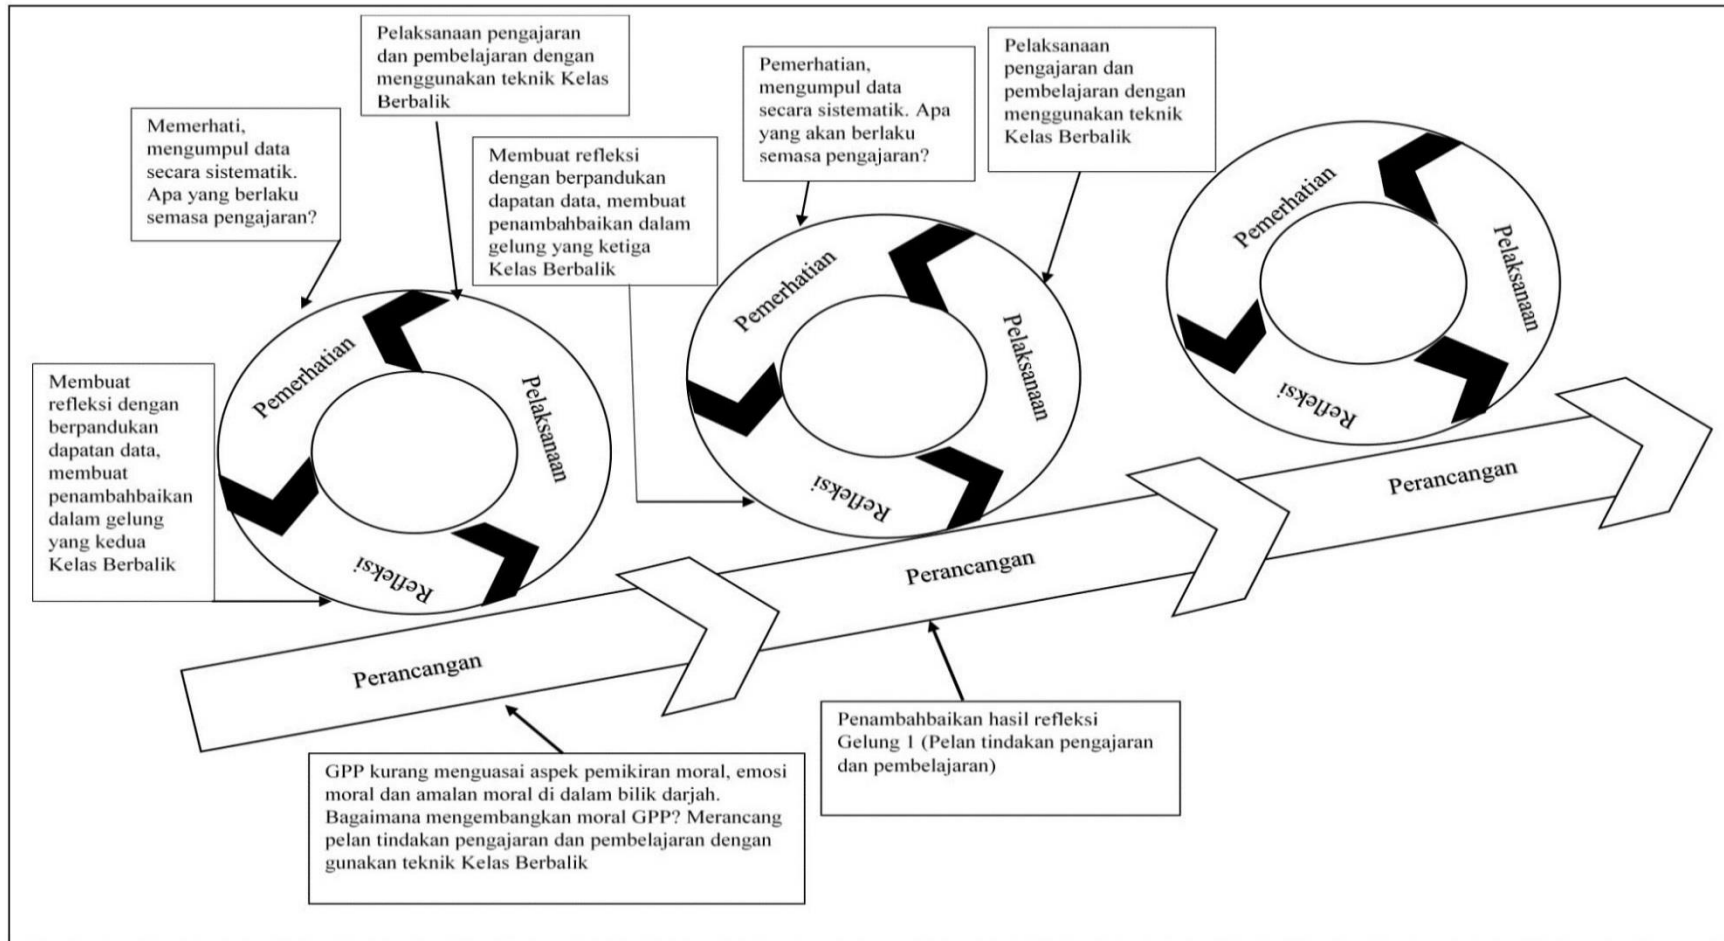 Pelaksanaan pengajaran
dan pembelajaran dengan
menggunakan teknik Kelas
Berbalik
Memerhati,
mengumpul data
secara sistematik.
Apa yang berlaku
semasa pengajaran?
Membuat refleksi
dengan berpandukan
dapatan data, membuat
penambahbaikan dalam
gelung yang ketiga
Kelas Berbalik
Pemerhatian,
mengumpul data
secara sistematik. Apa
yang akan berlaku
semasa pengajaran?
Pelaksanaan
pengajaran dan
pembelajaran dengan
menggunakan teknik
Kelas Berbalik
Membuat
refleksi dengan
berpandukan
dapatan data,
membuat
penambahbaikan
dalam gelung
yang kedua
Kelas Berbalik
Pemerhatian
Pelaksanaan
Refleksi
Pemerhatian
Pelaksanaan
Refleksi
Pemerhatian
Pelaksanaan
Refleksi
Perancangan
Perancangan
Perancangan
GPP kurang menguasai aspek pemikiran moral, emosi
moral dan amalan moral di dalam bilik darjah.
Bagaimana mengembangkan moral GPP? Merancang
pelan tindakan pengajaran dan pembelajaran dengan
gunakan teknik Kelas Berbalik
Penambahbaikan hasil refleksi
Gelung 1 (Pelan tindakan pengajaran
dan pembelajaran)